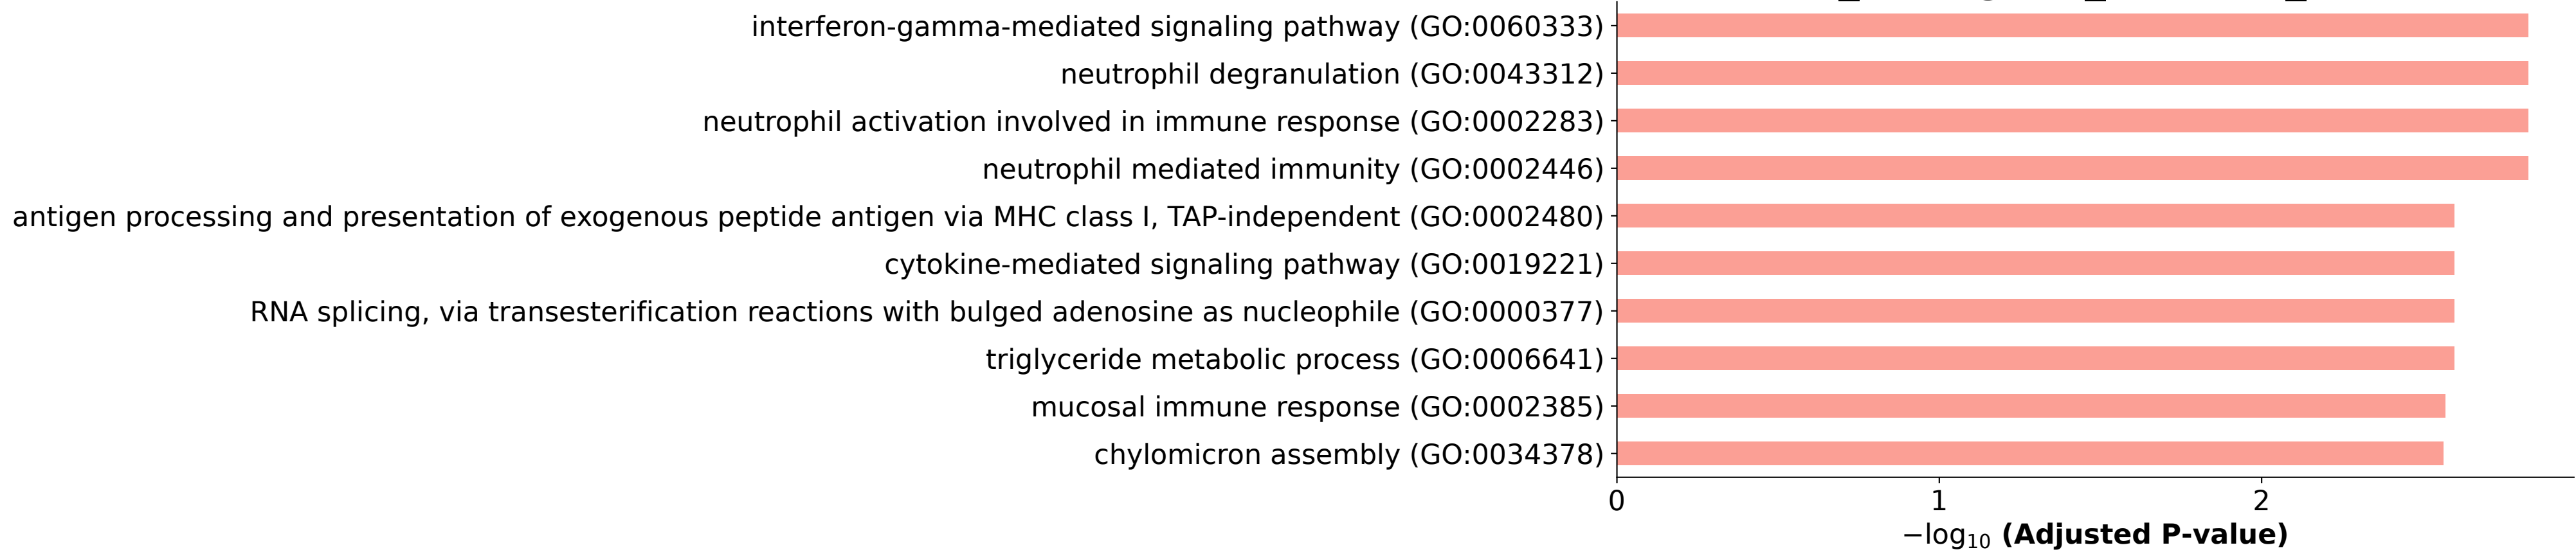 interferon-gamma-mediated signaling pathway (GO:0060333)
neutrophil degranulation (GO:0043312)
neutrophil activation involved in immune response (GO:0002283)
neutrophil mediated immunity (GO:0002446)
antigen processing and presentation of exogenous peptide antigen via MHC class I, TAP-independent (GO:0002480)
cytokine-mediated signaling pathway (GO:0019221)
RNA splicing, via transesterification reactions with bulged adenosine as nucleophile (GO:0000377)
triglyceride metabolic process (GO:0006641)
mucosal immune response (GO:0002385)
chylomicron assembly (GO:0034378)
0 1 2
−log₁₀ (Adjusted P-value)